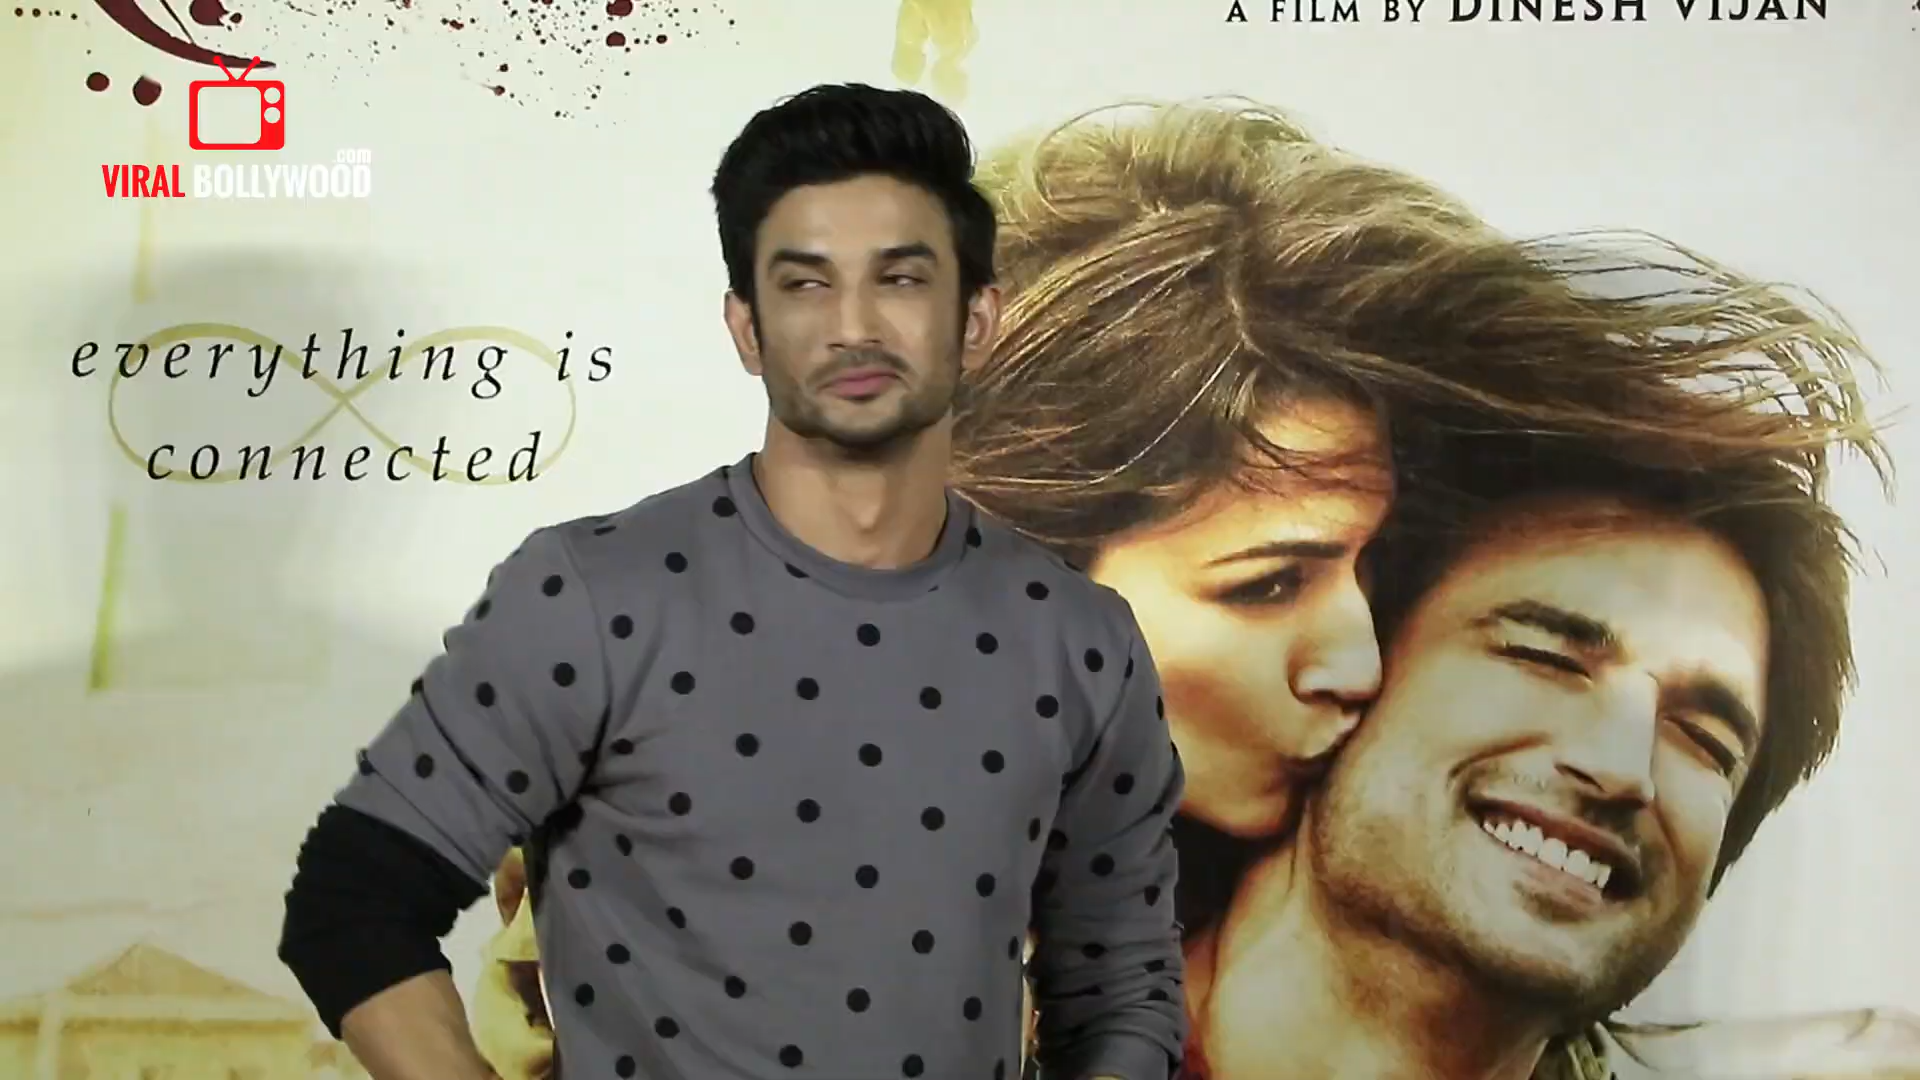 A FILM BY DINESH VIJAN
.com
VIRAL BOLLYWOOD
everything is
connected